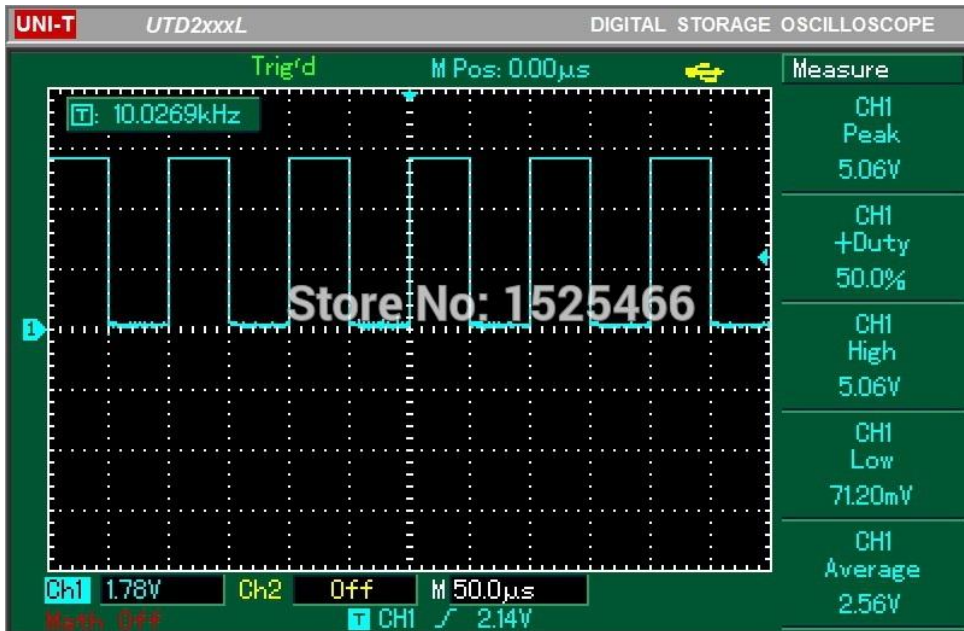 UNI-T UTD2xxxL DIGITAL STORAGE OSCILLOSCOPE
Trig'd M Pos: 0.00μs Measure
T: 10.0269kHz
CH1
Peak
5.06V
CH1
+Duty
50.0%
Store No: 1525466
1
CH1
High
5.06V
CH1
Low
71.20mV
CH1
Average
2.56V
Ch1 1.78V Ch2 Off M 50.0μs
Math Off T CH1 2.14V